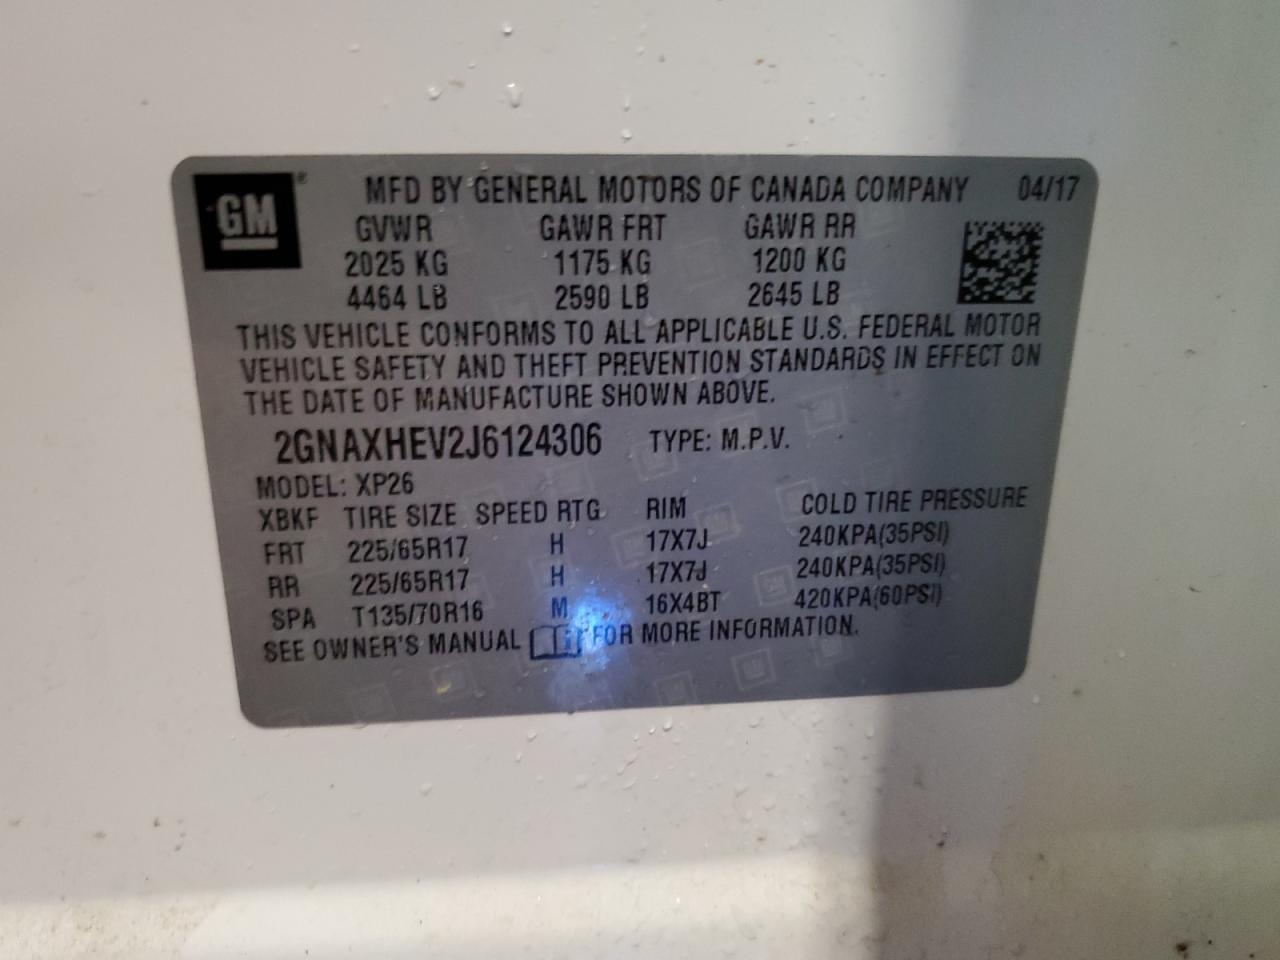 GM® MFD BY GENERAL MOTORS OF CANADA COMPANY 04/17
GVWR GAWR FRT GAWR RR
2025 KG 1175 KG 1200 KG
4464 LB 2590 LB 2645 LB
THIS VEHICLE CONFORMS TO ALL APPLICABLE U.S. FEDERAL MOTOR
VEHICLE SAFETY AND THEFT PREVENTION STANDARDS IN EFFECT ON
THE DATE OF MANUFACTURE SHOWN ABOVE.
2GNAXHEV2J6124306 TYPE: M.P.V.
MODEL: XP26
XBKF TIRE SIZE SPEED RTG RIM COLD TIRE PRESSURE
FRT 225/65R17 H 17X7J 240KPA(35PSI)
RR 225/65R17 H 17X7J 240KPA(35PSI)
SPA T135/70R16 M 16X4BT 420KPA(60PSI)
SEE OWNER'S MANUAL FOR MORE INFORMATION.